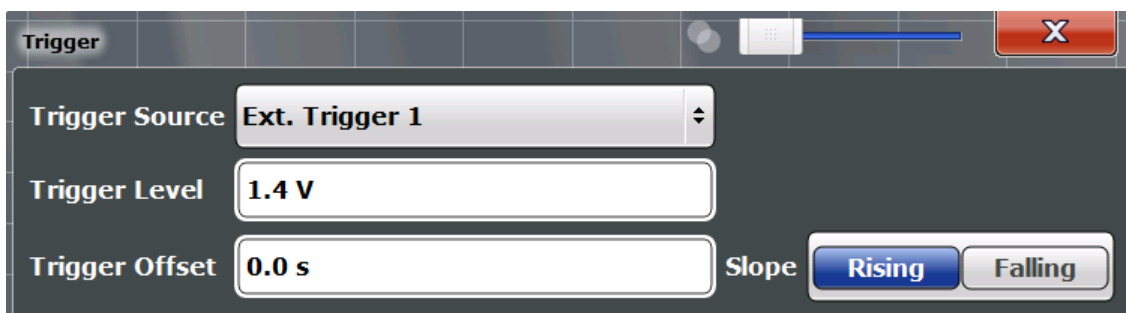 Trigger
X
Trigger Source Ext. Trigger 1
Trigger Level 1.4 V
Trigger Offset 0.0 s Slope Rising Falling